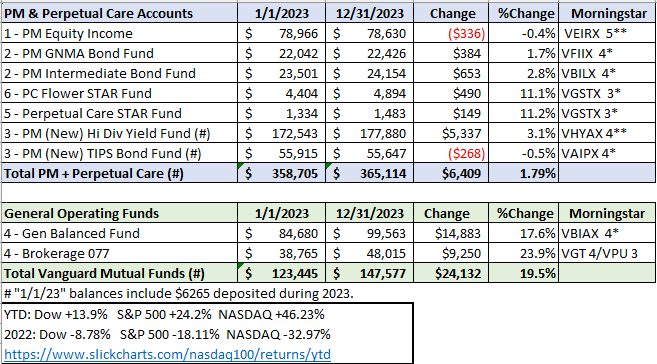 PM & Perpetual Care Accounts 1/1/2023 12/31/2023 Change %Change Morningstar
1 - PM Equity Income $ 78,966 $ 78,630 ($336) -0.4% VEIRX 5**
2 - PM GNMA Bond Fund $ 22,042 $ 22,426 $384 1.7% VFIIX 4*
2 - PM Intermediate Bond Fund $ 23,501 $ 24,154 $653 2.8% VBILX 4*
6 - PC Flower STAR Fund $ 4,404 $ 4,894 $490 11.1% VGSTX 3*
5 - Perpetual Care STAR Fund $ 1,334 $ 1,483 $149 11.2% VGSTX 3*
3 - PM (New) Hi Div Yield Fund (#) $ 172,543 $ 177,880 $5,337 3.1% VHYAX 4**
3 - PM (New) TIPS Bond Fund (#) $ 55,915 $ 55,647 ($268) -0.5% VAIPX 4*
Total PM + Perpetual Care (#) $ 358,705 $ 365,114 $6,409 1.79%
General Operating Funds 1/1/2023 12/31/2023 Change %Change Morningstar
4 - Gen Balanced Fund $ 84,680 $ 99,563 $14,883 17.6% VBIAX 4*
4 - Brokerage 077 $ 38,765 $ 48,015 $9,250 23.9% VGT 4/VPU 3
Total Vanguard Mutual Funds (#) $ 123,445 $ 147,577 $24,132 19.5%
# "1/1/23" balances include $6265 deposited during 2023.
YTD: Dow +13.9% S&P 500 +24.2% NASDAQ +46.23%
2022: Dow -8.78% S&P 500 -18.11% NASDAQ -32.97%
https://www.slickcharts.com/nasdaq100/returns/ytd